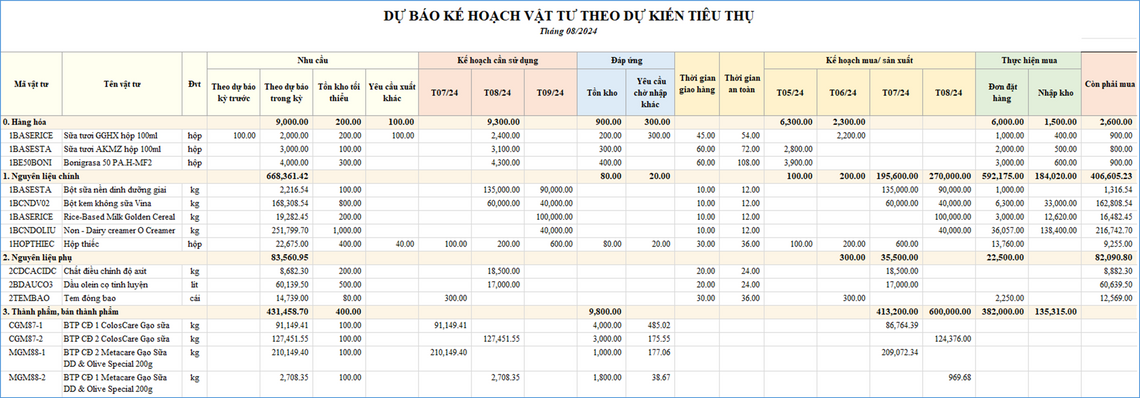 DỰ BÁO KẾ HOẠCH VẬT TƯ THEO DỰ KIẾN TIÊU THỤ
Tháng 08/2024
Mã vật tư Tên vật tư Đvt Nhu cầu Kế hoạch cần sử dụng Đáp ứng Thời gian giao hàng Thời gian an toàn Kế hoạch mua/ sản xuất Thực hiện mua Còn phải mua
Theo dự báo kỳ trước Theo dự báo trong kỳ Tồn kho tối thiểu Yêu cầu xuất khác T07/24 T08/24 T09/24 Tồn kho Yêu cầu chờ nhập khác T05/24 T06/24 T07/24 T08/24 Đơn đặt hàng Nhập kho
0. Hàng hóa 9,000.00 200.00 100.00 9,300.00 900.00 300.00 6,300.00 2,300.00 6,000.00 1,500.00 2,600.00
1BASERICE Sữa tươi GGHX hộp 100ml hộp 100.00 2,000.00 200.00 100.00 2,400.00 200.00 300.00 45.00 54.00 2,200.00 1,000.00 400.00 900.00
1BASESTA Sữa tươi AKMZ hộp 100ml hộp 3,000.00 100.00 3,100.00 300.00 60.00 72.00 2,800.00 2,000.00 500.00 800.00
1BE50BONI Bonigrasa 50 P.A.H-MF2 hộp 4,000.00 300.00 4,300.00 400.00 60.00 108.00 3,900.00 3,000.00 600.00 900.00
1. Nguyên liệu chính 668,361.42 80.00 20.00 100.00 200.00 195,600.00 270,000.00 592,175.00 184,020.00 406,605.23
1BASESTA Bột sữa nền dinh dưỡng giai kg 2,216.54 100.00 135,000.00 90,000.00 10.00 12.00 135,000.00 90,000.00 1,000.00 1,316.54
1BCNDV02 Bột kem không sữa Vina kg 168,308.54 800.00 60,000.00 40,000.00 10.00 12.00 60,000.00 40,000.00 6,300.00 33,000.00 162,808.54
1BASERICE Rice-Based Milk Golden Cereal kg 19,282.45 200.00 100,000.00 10.00 12.00 100,000.00 3,000.00 12,620.00 16,482.45
1BCNDOLIU Non - Dairy creamer O Creamer kg 251,799.70 1,000.00 40,000.00 10.00 12.00 40,000.00 36,057.00 138,400.00 216,742.70
1HOPTHIEC Hộp thiếc hộp 22,675.00 400.00 40.00 100.00 200.00 600.00 80.00 20.00 30.00 36.00 100.00 200.00 600.00 13,760.00 9,255.00
2. Nguyên liệu phụ 83,560.95 300.00 35,500.00 22,500.00 82,090.80
2CDCACIDC Chất điều chỉnh độ axit kg 8,682.30 200.00 18,500.00 20.00 24.00 18,500.00 8,882.30
2BDAUCO3 Dầu olein cọ tinh luyện lít 60,139.50 500.00 17,000.00 20.00 24.00 17,000.00 60,639.50
2TEMBAO Tem đóng bao cái 14,739.00 80.00 300.00 30.00 36.00 300.00 2,250.00 12,569.00
3. Thành phẩm, bán thành phẩm 431,458.70 400.00 9,800.00 413,200.00 600,000.00 382,000.00 135,315.00
CGM87-1 BTP CĐ 1 ColosCare Gạo sữa kg 91,149.41 100.00 91,149.41 4,000.00 485.02 86,764.39
CGM87-2 BTP CĐ 2 ColosCare Gạo sữa kg 127,451.55 100.00 127,451.55 3,000.00 175.55 124,376.00
MGM88-1 BTP CĐ 2 Metacare Gạo Sữa kg 210,149.40 100.00 210,149.40 1,000.00 177.06 209,072.34
DD & Olive Special 200g
MGM88-2 BTP CĐ 1 Metacare Gạo Sữa kg 2,708.35 100.00 2,708.35 1,800.00 38.67 969.68
DD & Olive Special 200g